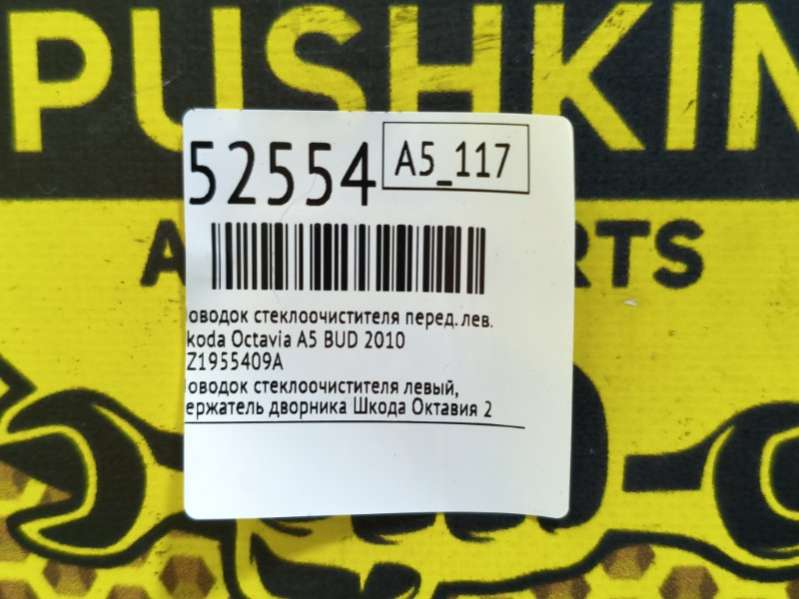 PUSHKIN
52554
A5_117
A RTS
оводок стеклоочистителя перед. лев.
koda Octavia A5 BUD 2010
Z1955409A
оводок стеклоочистителя левый,
ержатель дворника Шкода Октавия 2